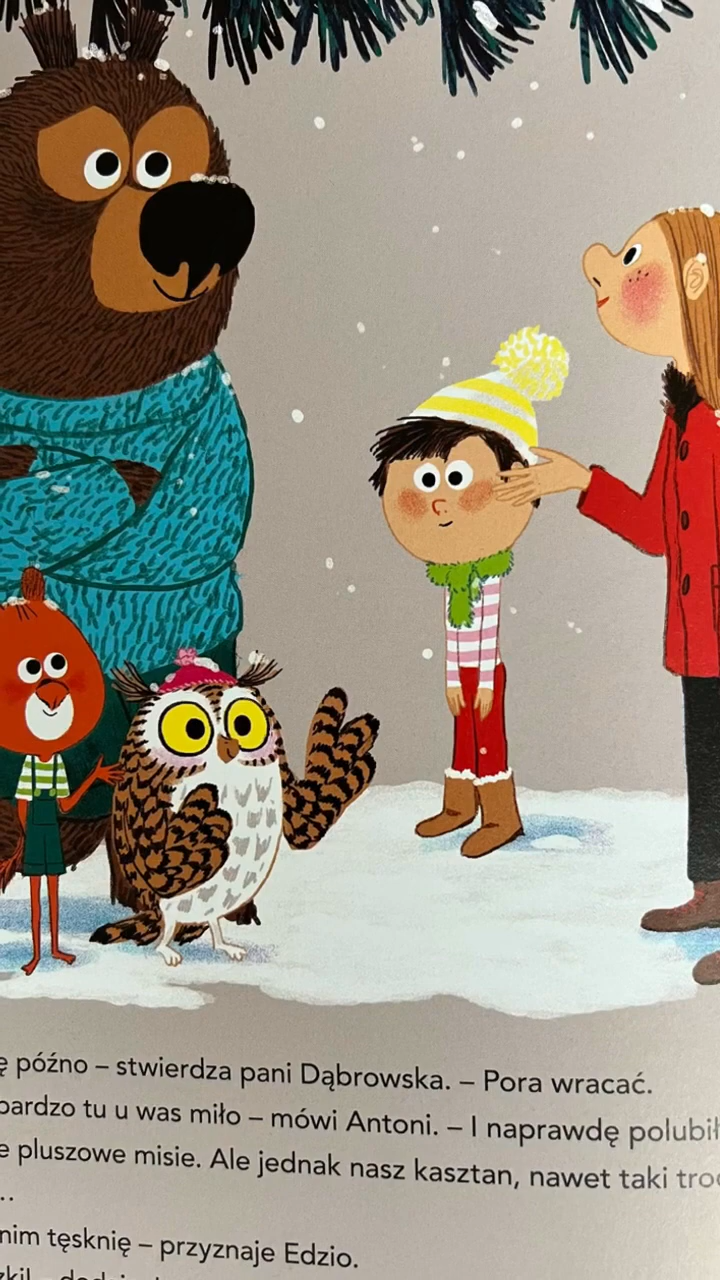 ę późno – stwierdza pani Dąbrowska. – Pora wracać.
bardzo tu u was miło – mówi Antoni. – I naprawdę polubił
e pluszowe misie. Ale jednak nasz kasztan, nawet taki troc
..
nim tęsknię – przyznaje Edzio.